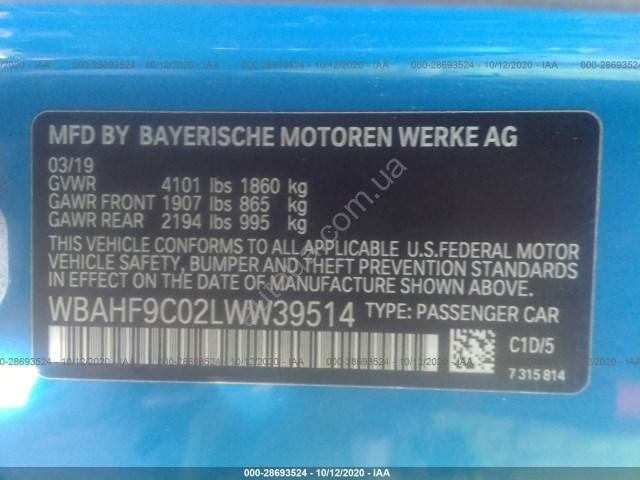 000-28693524 · 10/12/2020 · IAA
MFD BY BAYERISCHE MOTOREN WERKE AG
03/19
GVWR 4101 lbs 1860 kg
GAWR FRONT 1907 lbs 865 kg
GAWR REAR 2194 lbs 995 kg
THIS VEHICLE CONFORMS TO ALL APPLICABLE U.S.FEDERAL MOTOR
VEHICLE SAFETY, BUMPER AND THEFT PREVENTION STANDARDS
IN EFFECT ON THE DATE OF MANUFACTURE SHOWN ABOVE.
WBAHF9C02LWW39514 TYPE: PASSENGER CAR
C1D/5
7 315 814
000-28693524 · 10/12/2020 · IAA
000-28693524 · 10/12/2020 · IAA